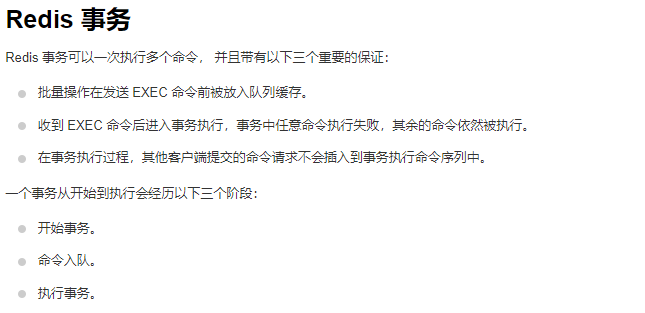 Redis 事务
Redis 事务可以一次执行多个命令， 并且带有以下三个重要的保证：
批量操作在发送 EXEC 命令前被放入队列缓存。
收到 EXEC 命令后进入事务执行，事务中任意命令执行失败，其余的命令依然被执行。
在事务执行过程，其他客户端提交的命令请求不会插入到事务执行命令序列中。
一个事务从开始到执行会经历以下三个阶段：
开始事务。
命令入队。
执行事务。